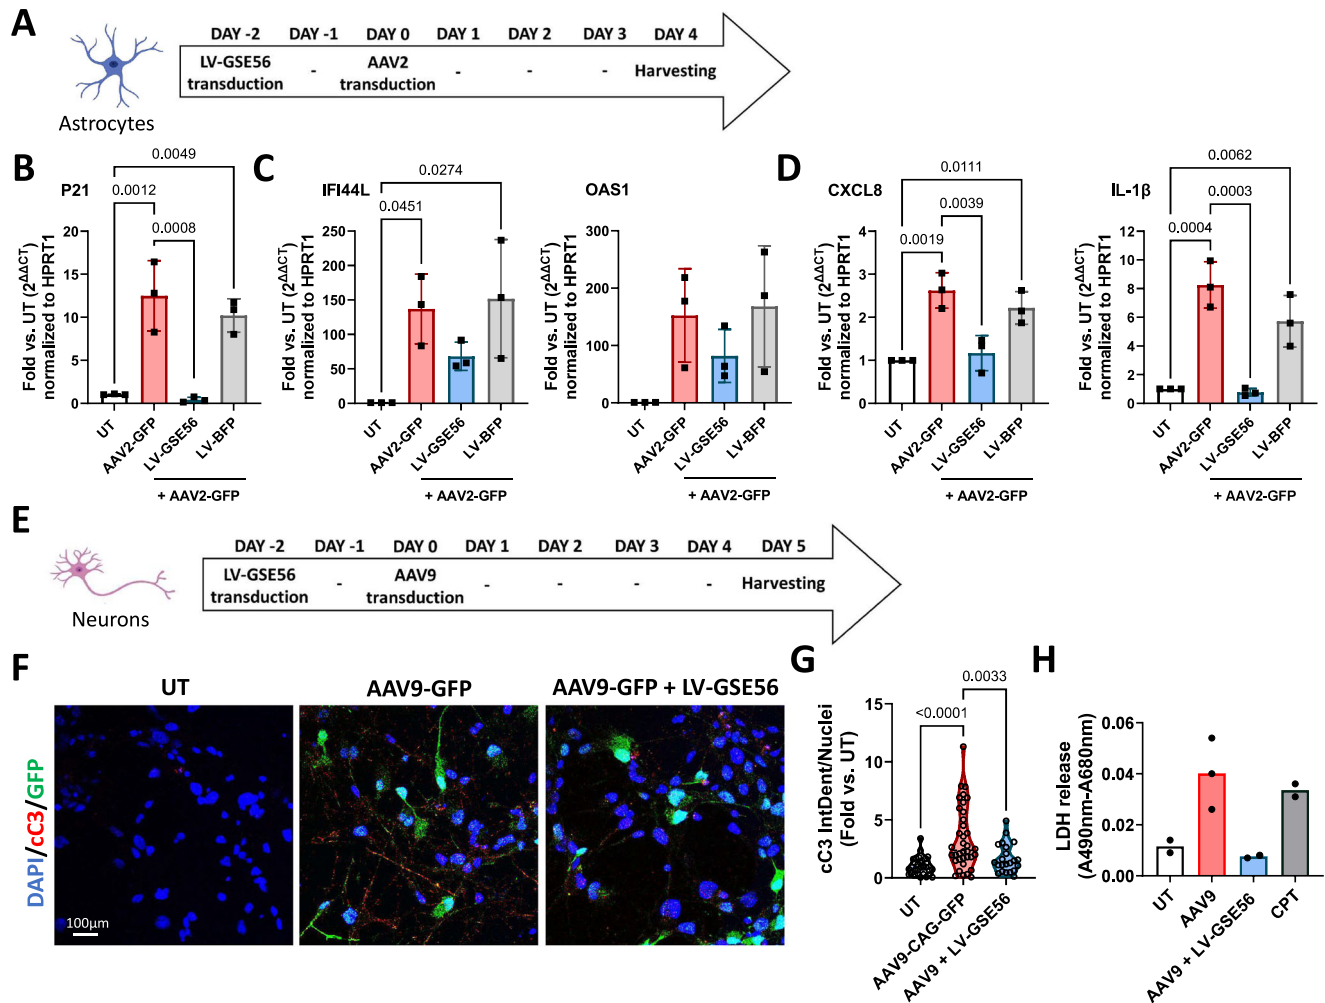 A
DAY -2 DAY -1 DAY 0 DAY 1 DAY 2 DAY 3 DAY 4
LV-GSE56 transduction - AAV2 transduction - - - Harvesting
Astrocytes
B
P21
0.0049
0.0012
0.0008
Fold vs. UT (2^ΔΔCT)
normalized to HPRT1
20
15
10
5
0
UT
AAV2-GFP
LV-GSE56
LV-BFP
+ AAV2-GFP
C
IFI44L
0.0274
0.0451
Fold vs. UT (2^ΔΔCT)
normalized to HPRT1
250
200
150
100
50
0
UT
AAV2-GFP
LV-GSE56
LV-BFP
+ AAV2-GFP
OAS1
Fold vs. UT (2^ΔΔCT)
normalized to HPRT1
300
200
100
0
UT
AAV2-GFP
LV-GSE56
LV-BFP
+ AAV2-GFP
D
CXCL8
0.0111
0.0039
0.0019
Fold vs. UT (2^ΔΔCT)
normalized to HPRT1
4
3
2
1
0
UT
AAV2-GFP
LV-GSE56
LV-BFP
+ AAV2-GFP
IL-1β
0.0062
0.0003
0.0004
Fold vs. UT (2^ΔΔCT)
normalized to HPRT1
12
10
8
6
4
2
0
UT
AAV2-GFP
LV-GSE56
LV-BFP
+ AAV2-GFP
E
DAY -2 DAY -1 DAY 0 DAY 1 DAY 2 DAY 3 DAY 4 DAY 5
LV-GSE56 transduction - AAV9 transduction - - - - Harvesting
Neurons
F
UT
AAV9-GFP
AAV9-GFP + LV-GSE56
DAPI/cC3/GFP
100µm
G
0.0033
<0.0001
cC3 IntDent/Nuclei
(Fold vs. UT)
15
10
5
0
UT
AAV9-CAG-GFP
AAV9 + LV-GSE56
H
LDH release
(A490nm-A680nm)
0.06
0.04
0.02
0.00
UT
AAV9
AAV9 + LV-GSE56
CPT